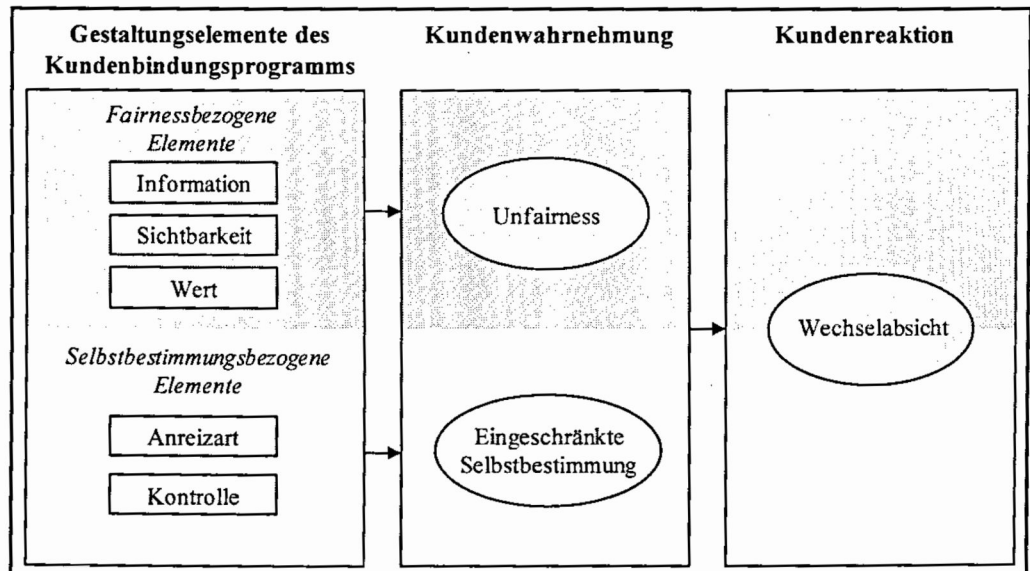 Gestaltungselemente des
Kundenbindungsprogramms
Fairnessbezogene
Elemente
Information
Sichtbarkeit
Wert
Selbstbestimmungsbezogene
Elemente
Anreizart
Kontrolle
Kundenwahrnehmung
Unfairness
Eingeschränkte
Selbstbestimmung
Kundenreaktion
Wechselabsicht